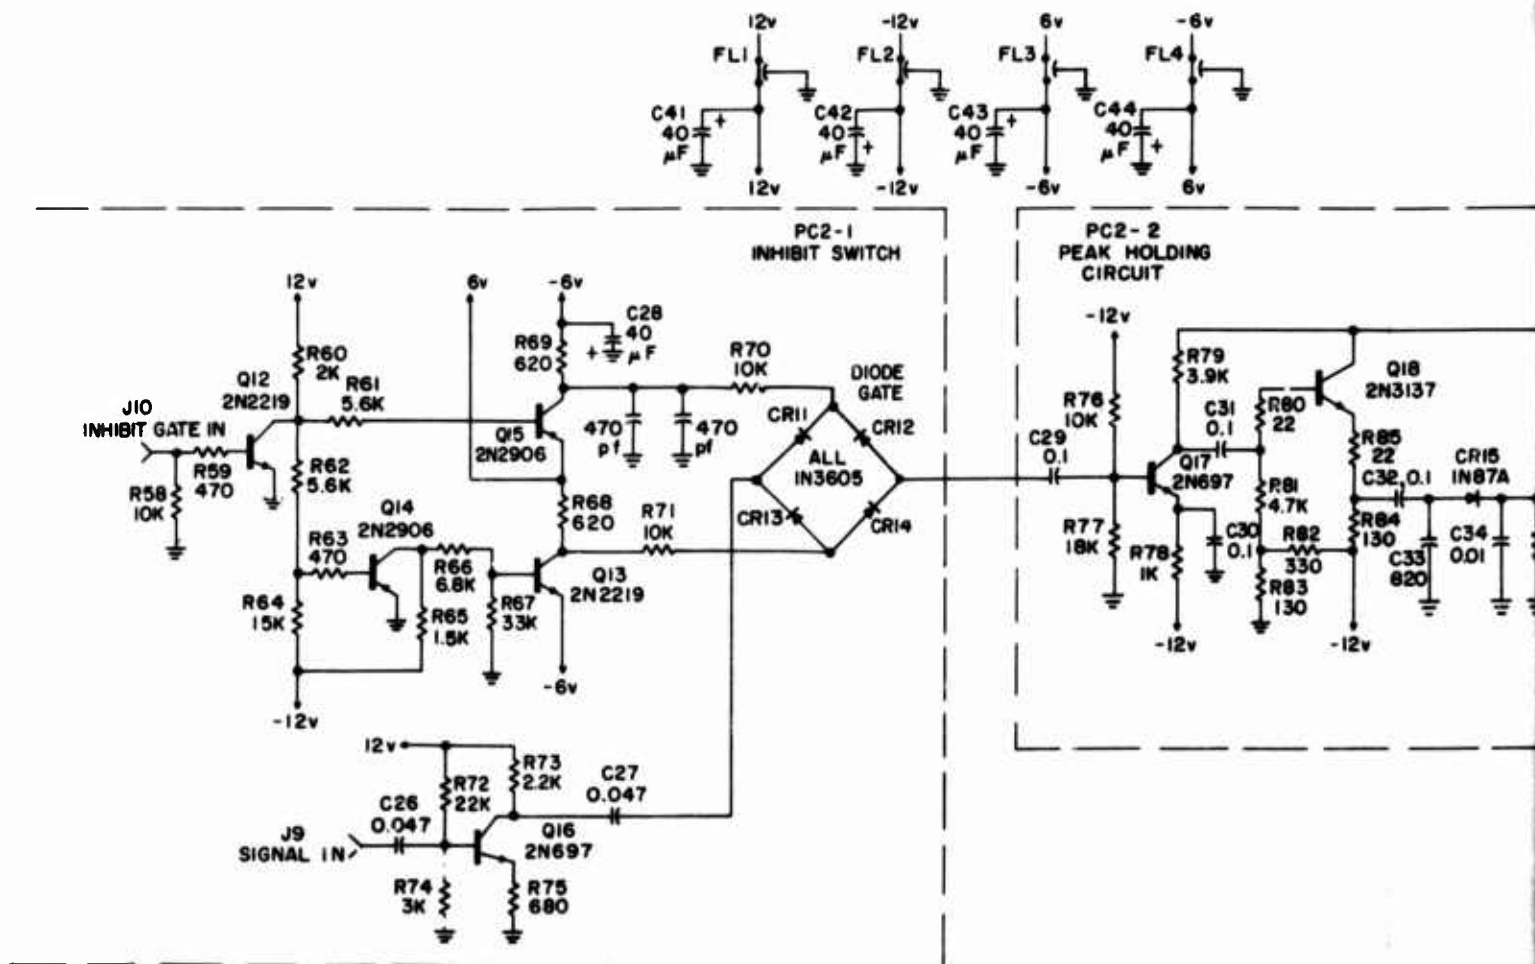 12v -12v 6v -6v
FL1 FL2 FL3 FL4
C41
40
μF
+
C42
40
μF
+
C43
40
μF
+
C44
40
μF
+
12v -12v -6v 6v
PC2-1
INHIBIT SWITCH
PC2-2
PEAK HOLDING
CIRCUIT
12v
6v
-6v
C28
40
μF
+
R60
2K
R69
620
R70
10K
DIODE
GATE
Q12
2N2219
R61
5.6K
J10
INHIBIT GATE IN
R59
470
R58
10K
R62
5.6K
Q15
2N2906
470
pf
470
pf
CR11
CR12
ALL
1N3605
CR13
CR14
R68
620
R71
10K
Q14
2N2906
R63
470
R66
6.8K
R64
15K
R65
1.5K
R67
33K
Q13
2N2219
-12v
-6v
12v
R72
22K
R73
2.2K
C27
0.047
C26
0.047
J9
SIGNAL IN
Q16
2N697
R74
3K
R75
680
-12v
R76
10K
R79
3.9K
Q18
2N3137
C29
0.1
C31
0.1
R80
22
R85
22
Q17
2N697
CR15
1N87A
C32, 0.1
R81
4.7K
R77
18K
R78
1K
C30
0.1
R82
330
R84
130
C33
820
C34
0.01
R83
130
-12v
-12v